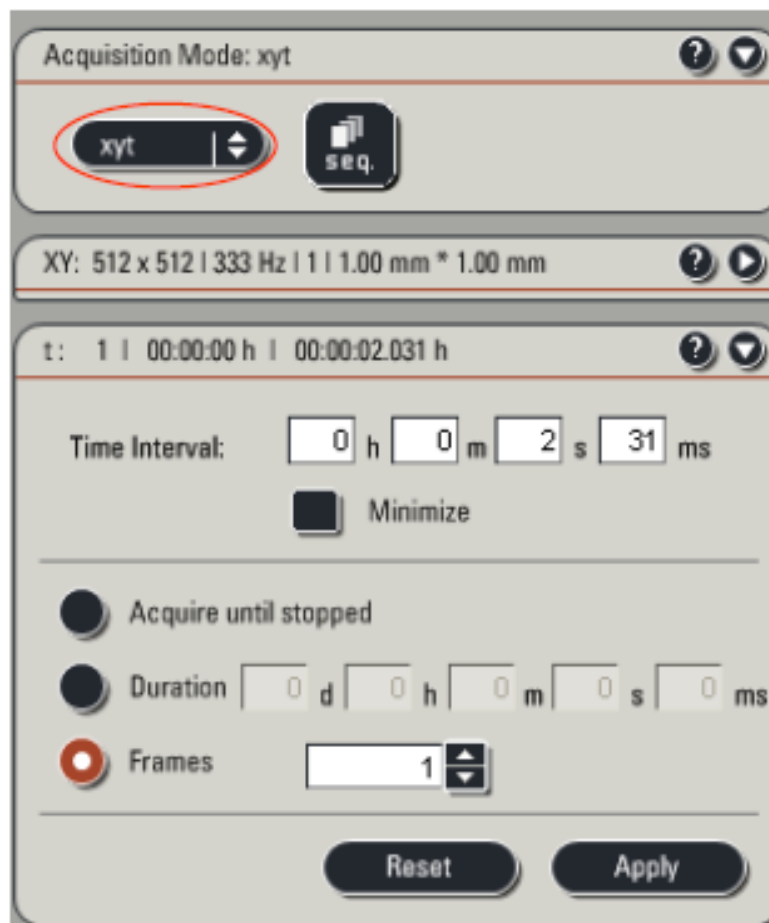 Acquisition Mode: xyt ?
xyt seq.
XY: 512 x 512 | 333 Hz | 1 | 1.00 mm * 1.00 mm ?
t: 1 | 00:00:00 h | 00:00:02.031 h ?
Time Interval: 0 h 0 m 2 s 31 ms
Minimize
Acquire until stopped
Duration 0 d 0 h 0 m 0 s 0 ms
Frames 1
Reset Apply